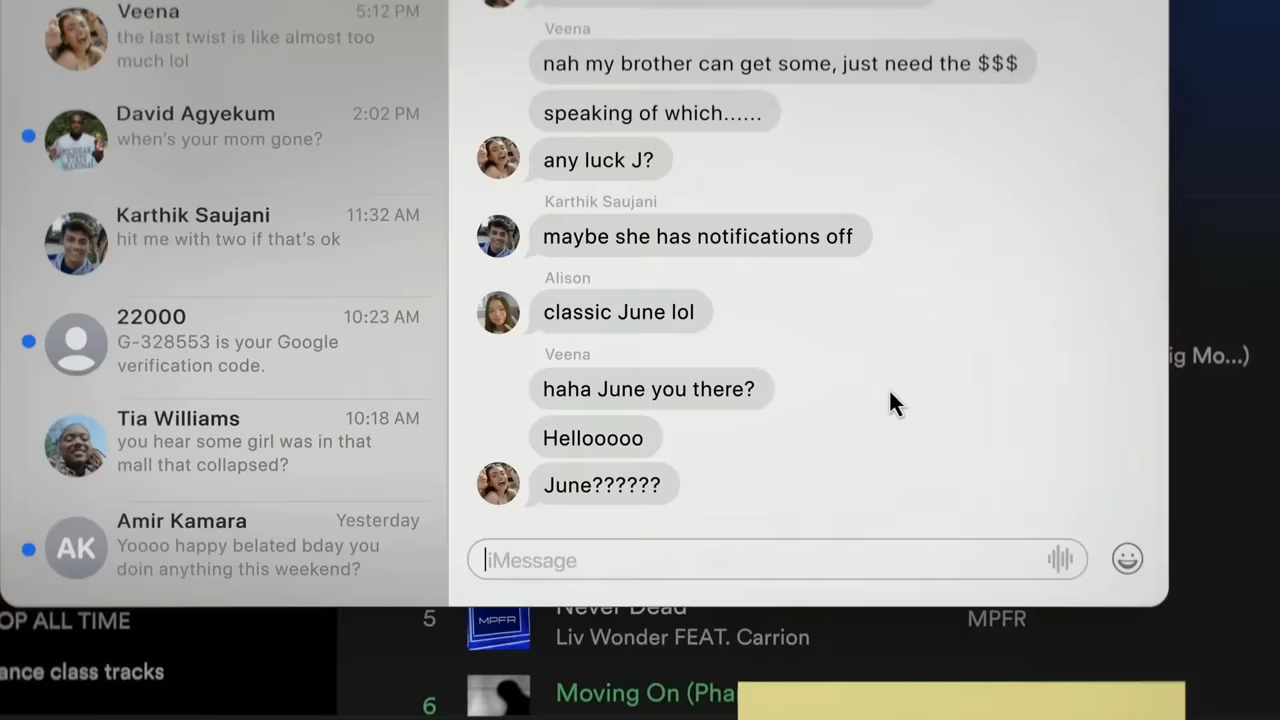 Veena
5:12 PM
the last twist is like almost too
much lol
David Agyekum
2:02 PM
when's your mom gone?
Karthik Saujani
11:32 AM
hit me with two if that's ok
22000
10:23 AM
G-328553 is your Google
verification code.
Tia Williams
10:18 AM
you hear some girl was in that
mall that collapsed?
AK
Amir Kamara
Yesterday
Yoooo happy belated bday you
doin anything this weekend?
Veena
nah my brother can get some, just need the $$$
speaking of which......
any luck J?
Karthik Saujani
maybe she has notifications off
Alison
classic June lol
Veena
haha June you there?
Hellooooo
June??????
iMessage
ig Mo...)
OP ALL TIME
ance class tracks
5
MPFR
Never Dead
Liv Wonder FEAT. Carrion
MPFR
6
Moving On (Pha